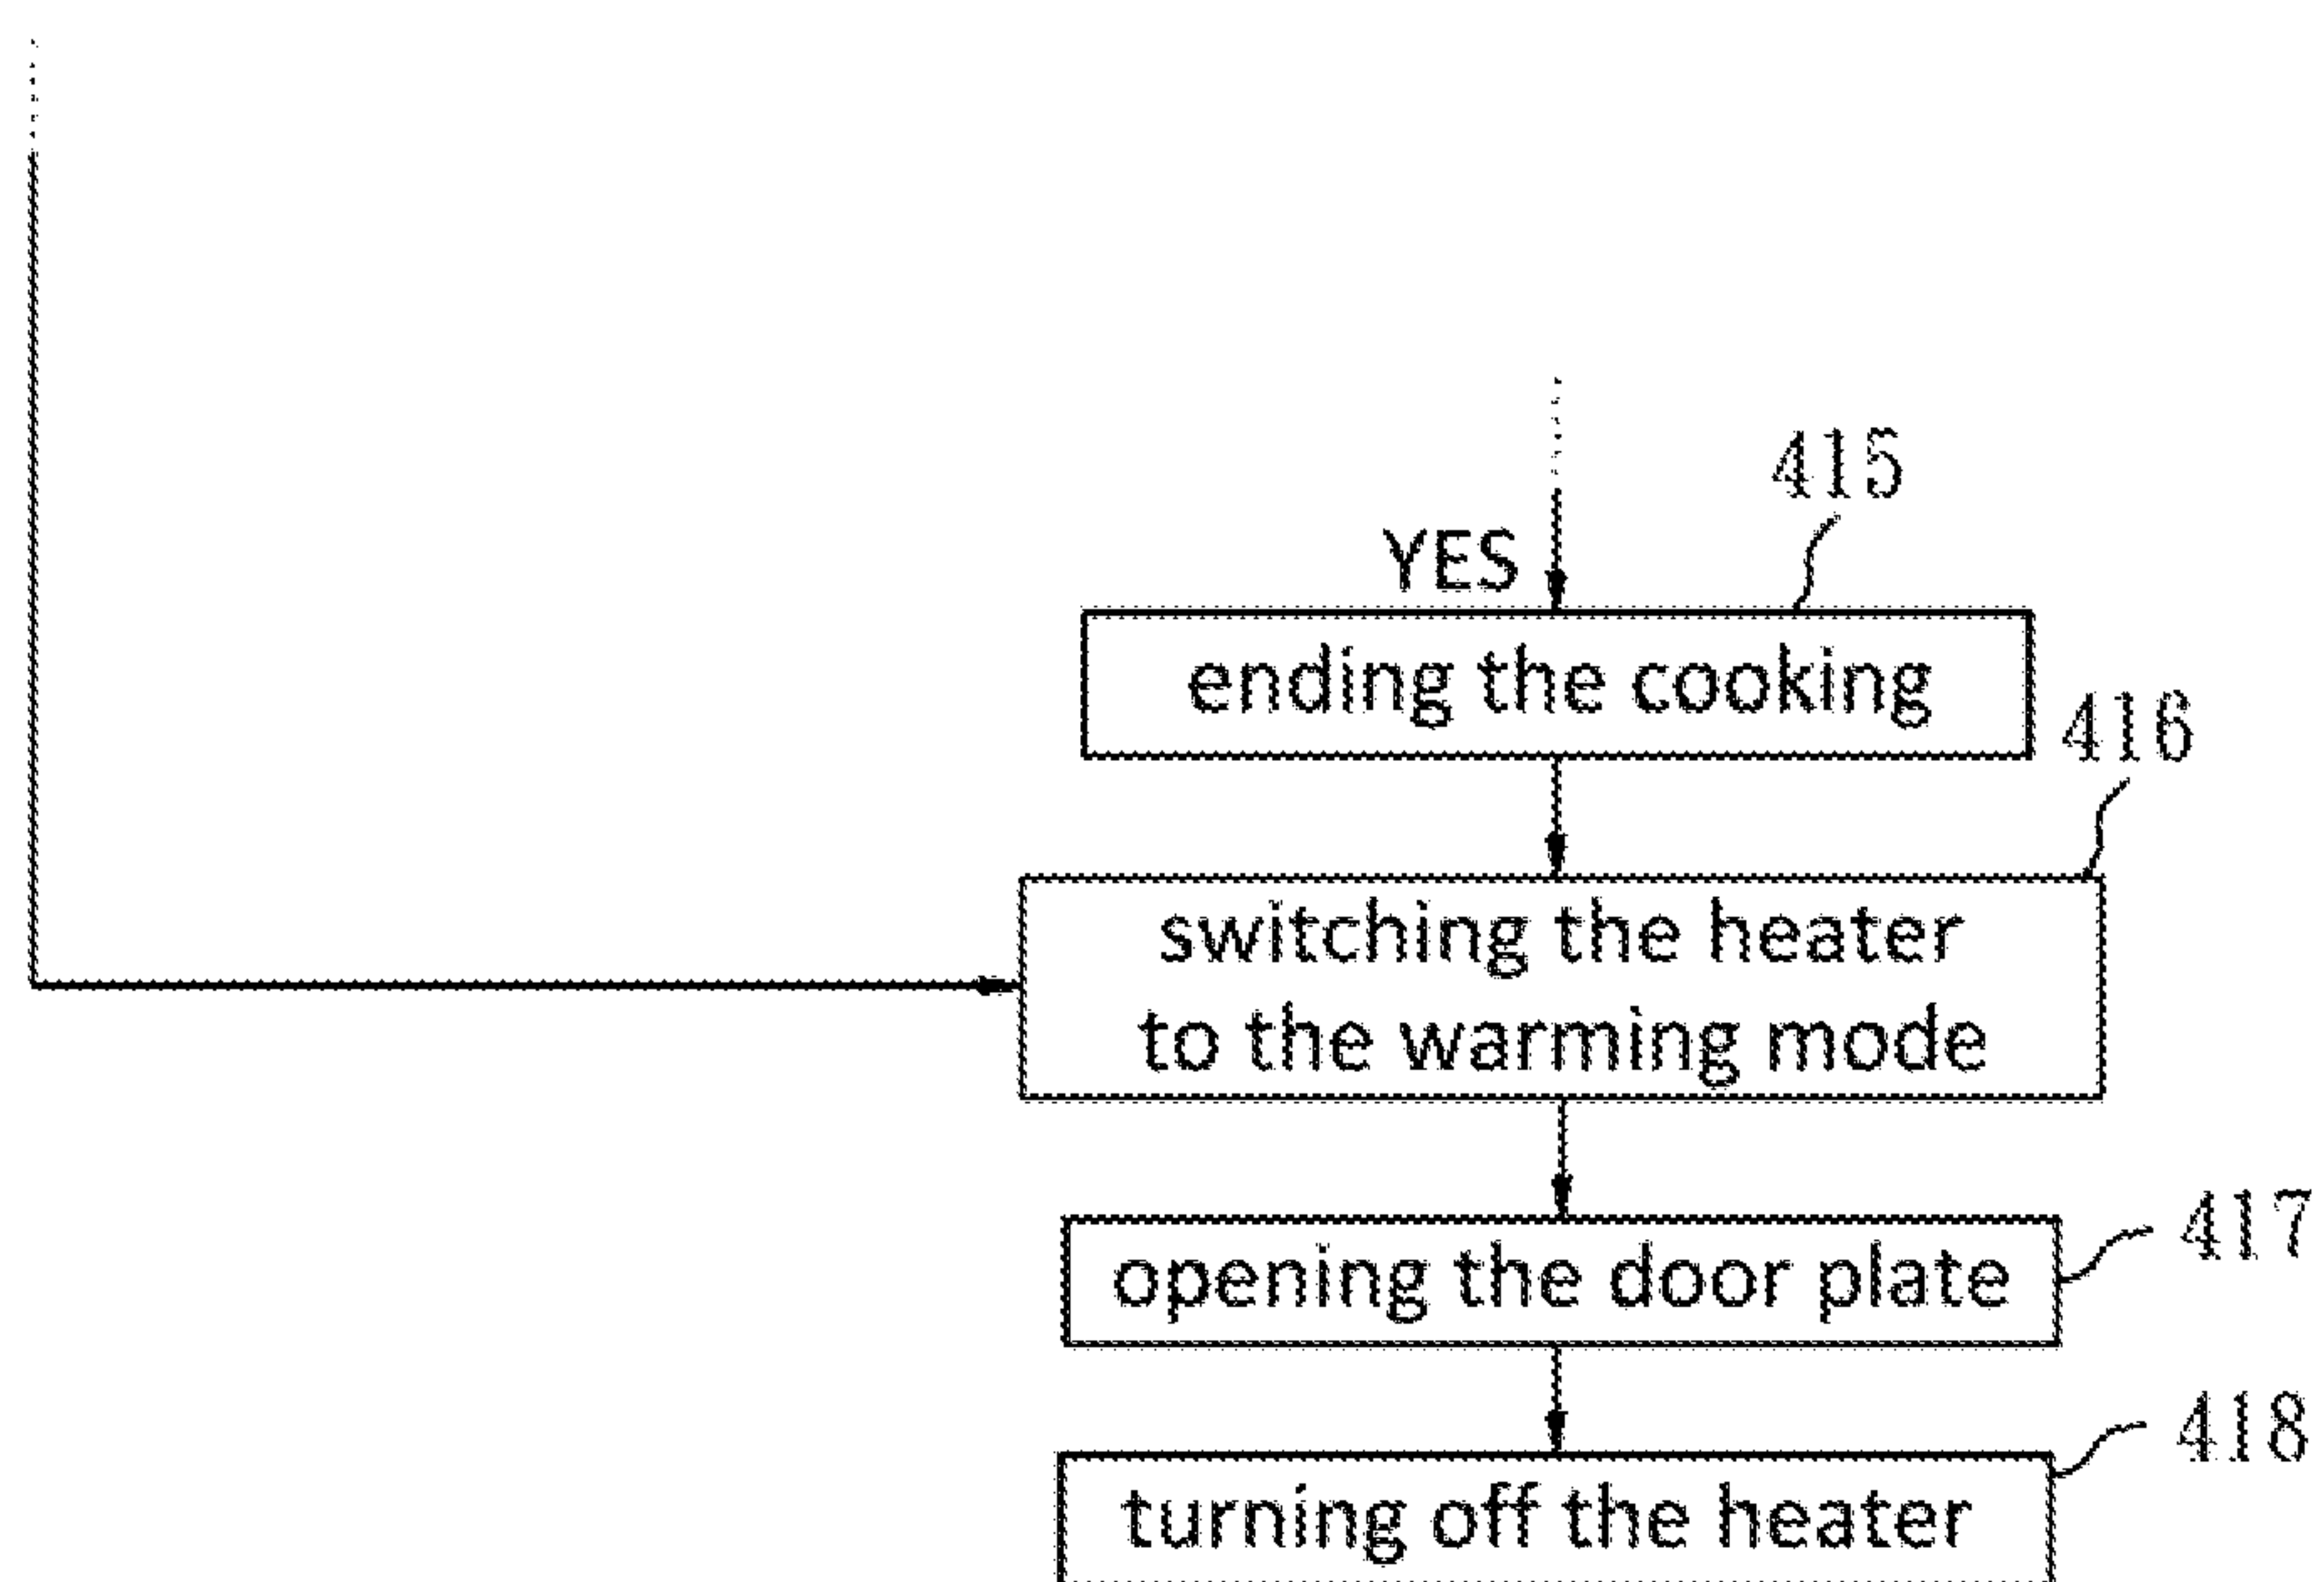 415
YES
ending the cooking
416
switching the heater
to the warming mode
417
opening the door plate
418
turning off the heater